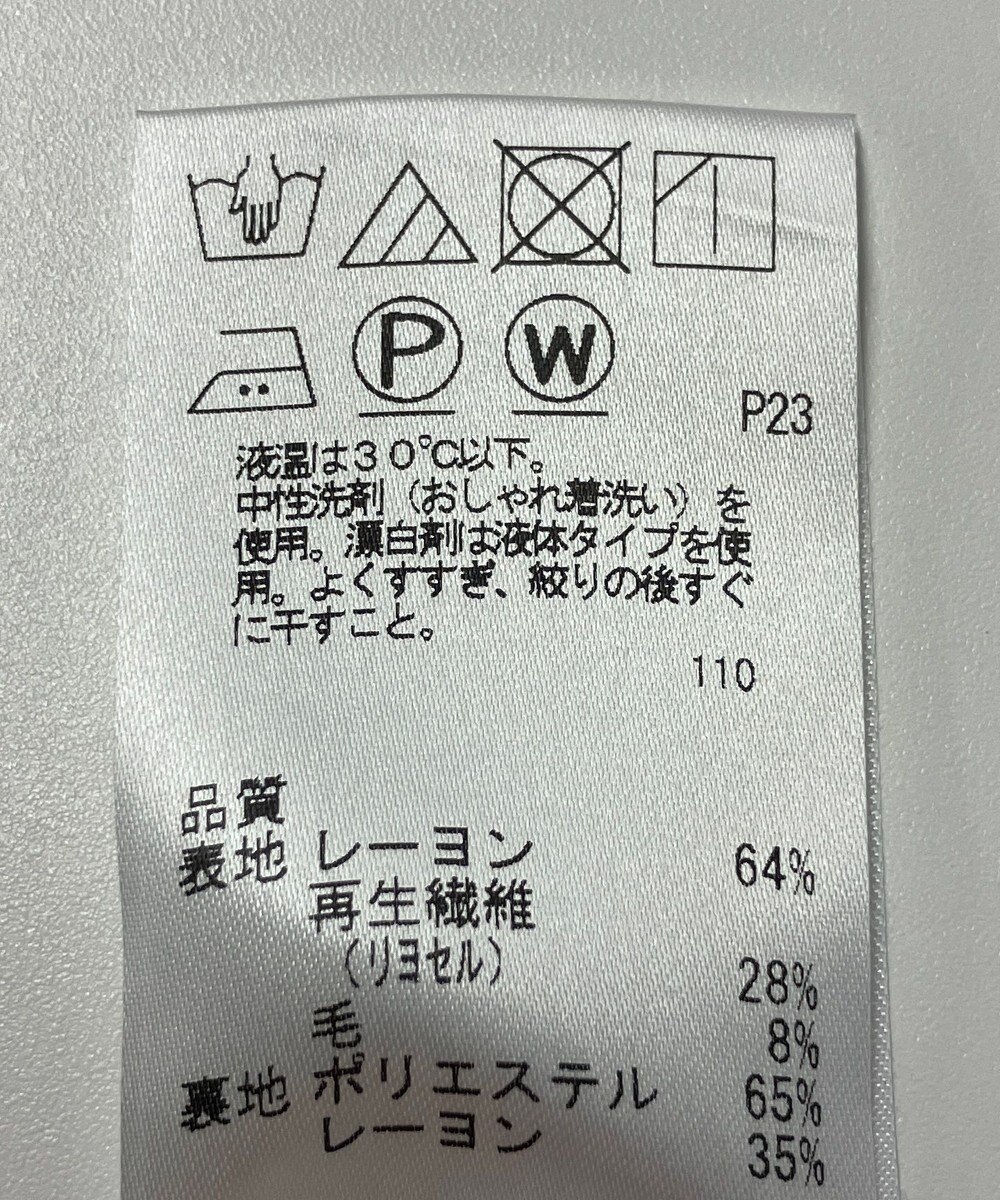 P W
P23
液温は30℃以下。
中性洗剤（おしゃれ着洗い）を
使用。漂白剤は液体タイプを使
用。よくすすぎ、絞りの後すぐ
に干すこと。
110
品質
表地 レーヨン 64%
再生繊維
（リヨセル） 28%
毛 8%
裏地 ポリエステル 65%
レーヨン 35%